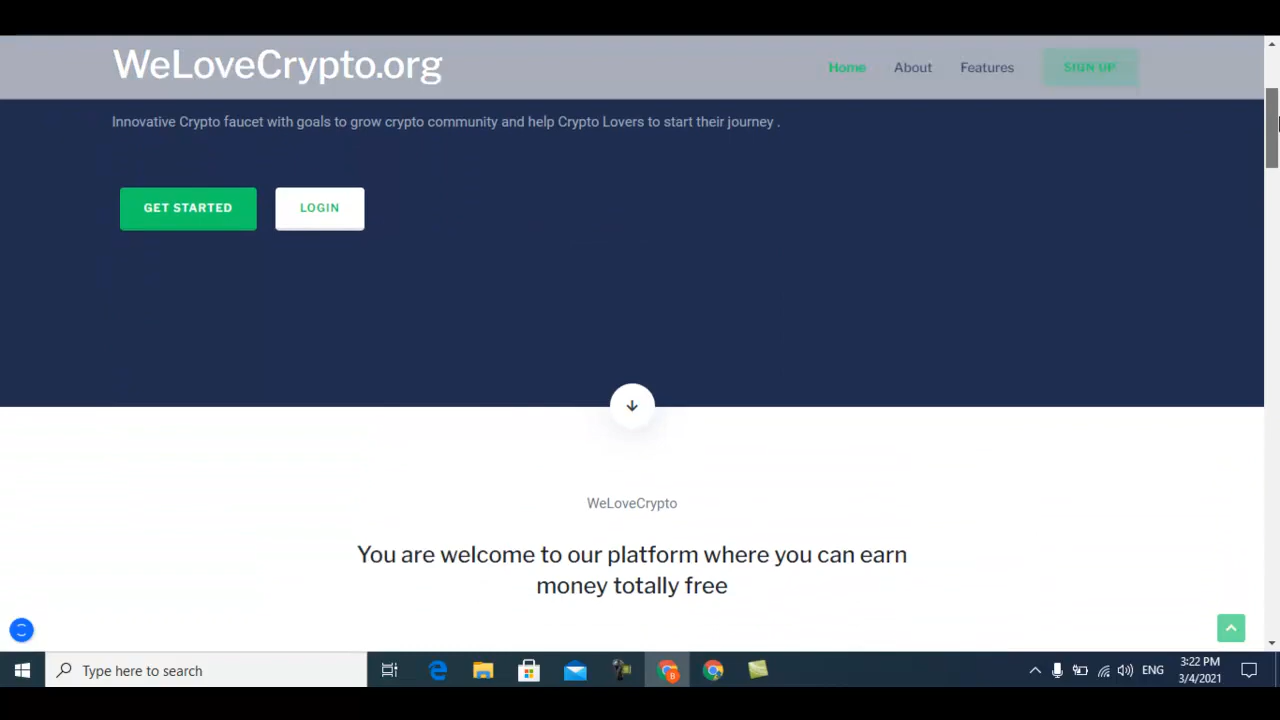 WeLoveCrypto.org
Home About Features SIGN UP
Innovative Crypto faucet with goals to grow crypto community and help Crypto Lovers to start their journey .
GET STARTED LOGIN
WeLoveCrypto
You are welcome to our platform where you can earn
money totally free
Type here to search
ENG
3:22 PM
3/4/2021